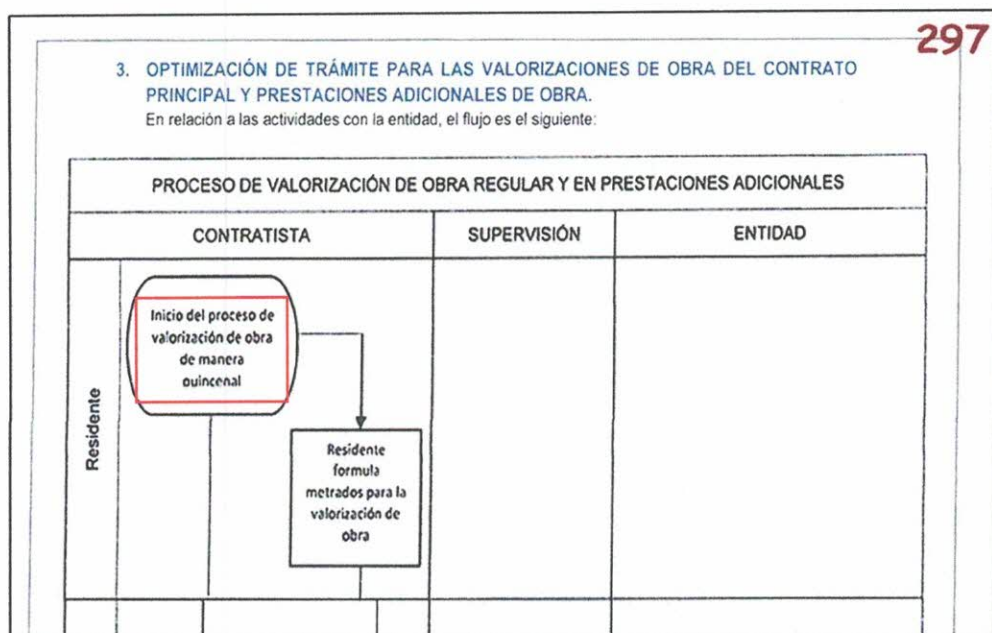 297
3. OPTIMIZACIÓN DE TRÁMITE PARA LAS VALORIZACIONES DE OBRA DEL CONTRATO
PRINCIPAL Y PRESTACIONES ADICIONALES DE OBRA.
En relación a las actividades con la entidad, el flujo es el siguiente:
PROCESO DE VALORIZACIÓN DE OBRA REGULAR Y EN PRESTACIONES ADICIONALES
CONTRATISTA
SUPERVISIÓN
ENTIDAD
Residente
Inicio del proceso de
valorización de obra
de manera
quincenal
Residente
formula
metrados para la
valorización de
obra